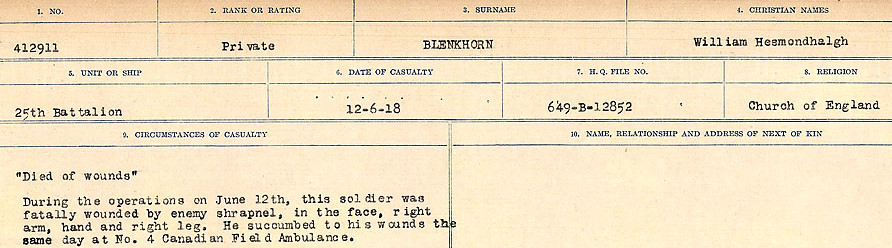 1. NO. 2. RANK OR RATING 3. SURNAME 4. CHRISTIAN NAMES
412911 Private BLENKHORN William Hesmondhalgh
5. UNIT OR SHIP 6. DATE OF CASUALTY 7. H. Q. FILE NO. 8. RELIGION
25th Battalion 12-6-18 649-B-12852 Church of England
9. CIRCUMSTANCES OF CASUALTY 10. NAME, RELATIONSHIP AND ADDRESS OF NEXT OF KIN
"Died of wounds"
During the operations on June 12th, this soldier was
fatally wounded by enemy shrapnel, in the face, right
arm, hand and right leg. He succumbed to his wounds the
same day at No. 4 Canadian Field Ambulance.